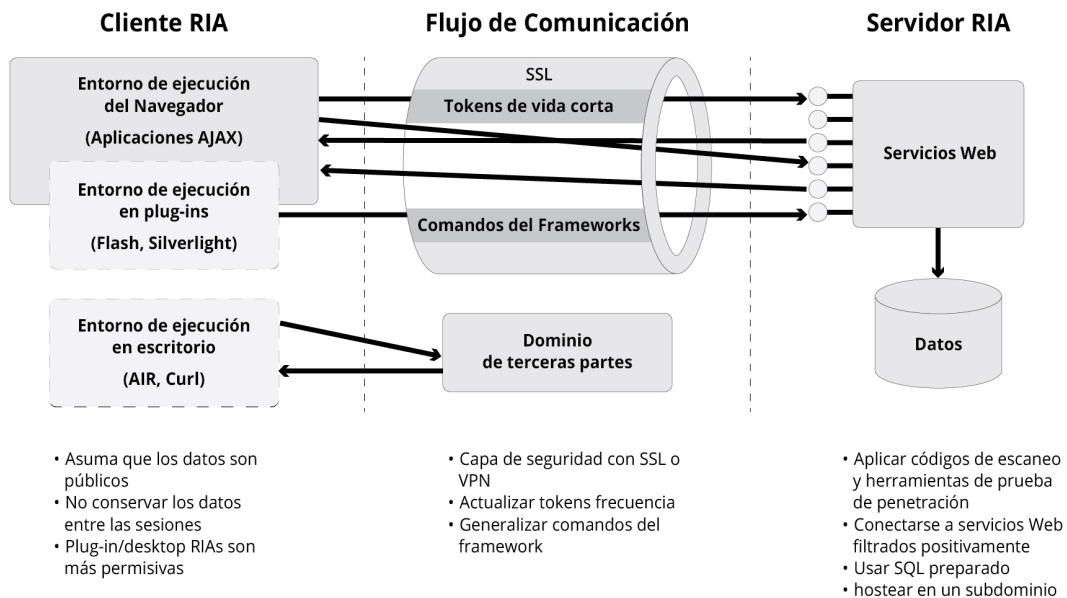 Cliente RIA
Flujo de Comunicación
Servidor RIA
Entorno de ejecución
del Navegador
(Aplicaciones AJAX)
Entorno de ejecución
en plug-ins
(Flash, Silverlight)
Entorno de ejecución
en escritorio
(AIR, Curl)
SSL
Tokens de vida corta
Comandos del Frameworks
Dominio
de terceras partes
Servicios Web
Datos
• Asuma que los datos son
públicos
• No conservar los datos
entre las sesiones
• Plug-in/desktop RIAs son
más permisivas
• Capa de seguridad con SSL o
VPN
• Actualizar tokens frecuencia
• Generalizar comandos del
framework
• Aplicar códigos de escaneo
y herramientas de prueba
de penetración
• Conectarse a servicios Web
filtrados positivamente
• Usar SQL preparado
• hostear en un subdominio